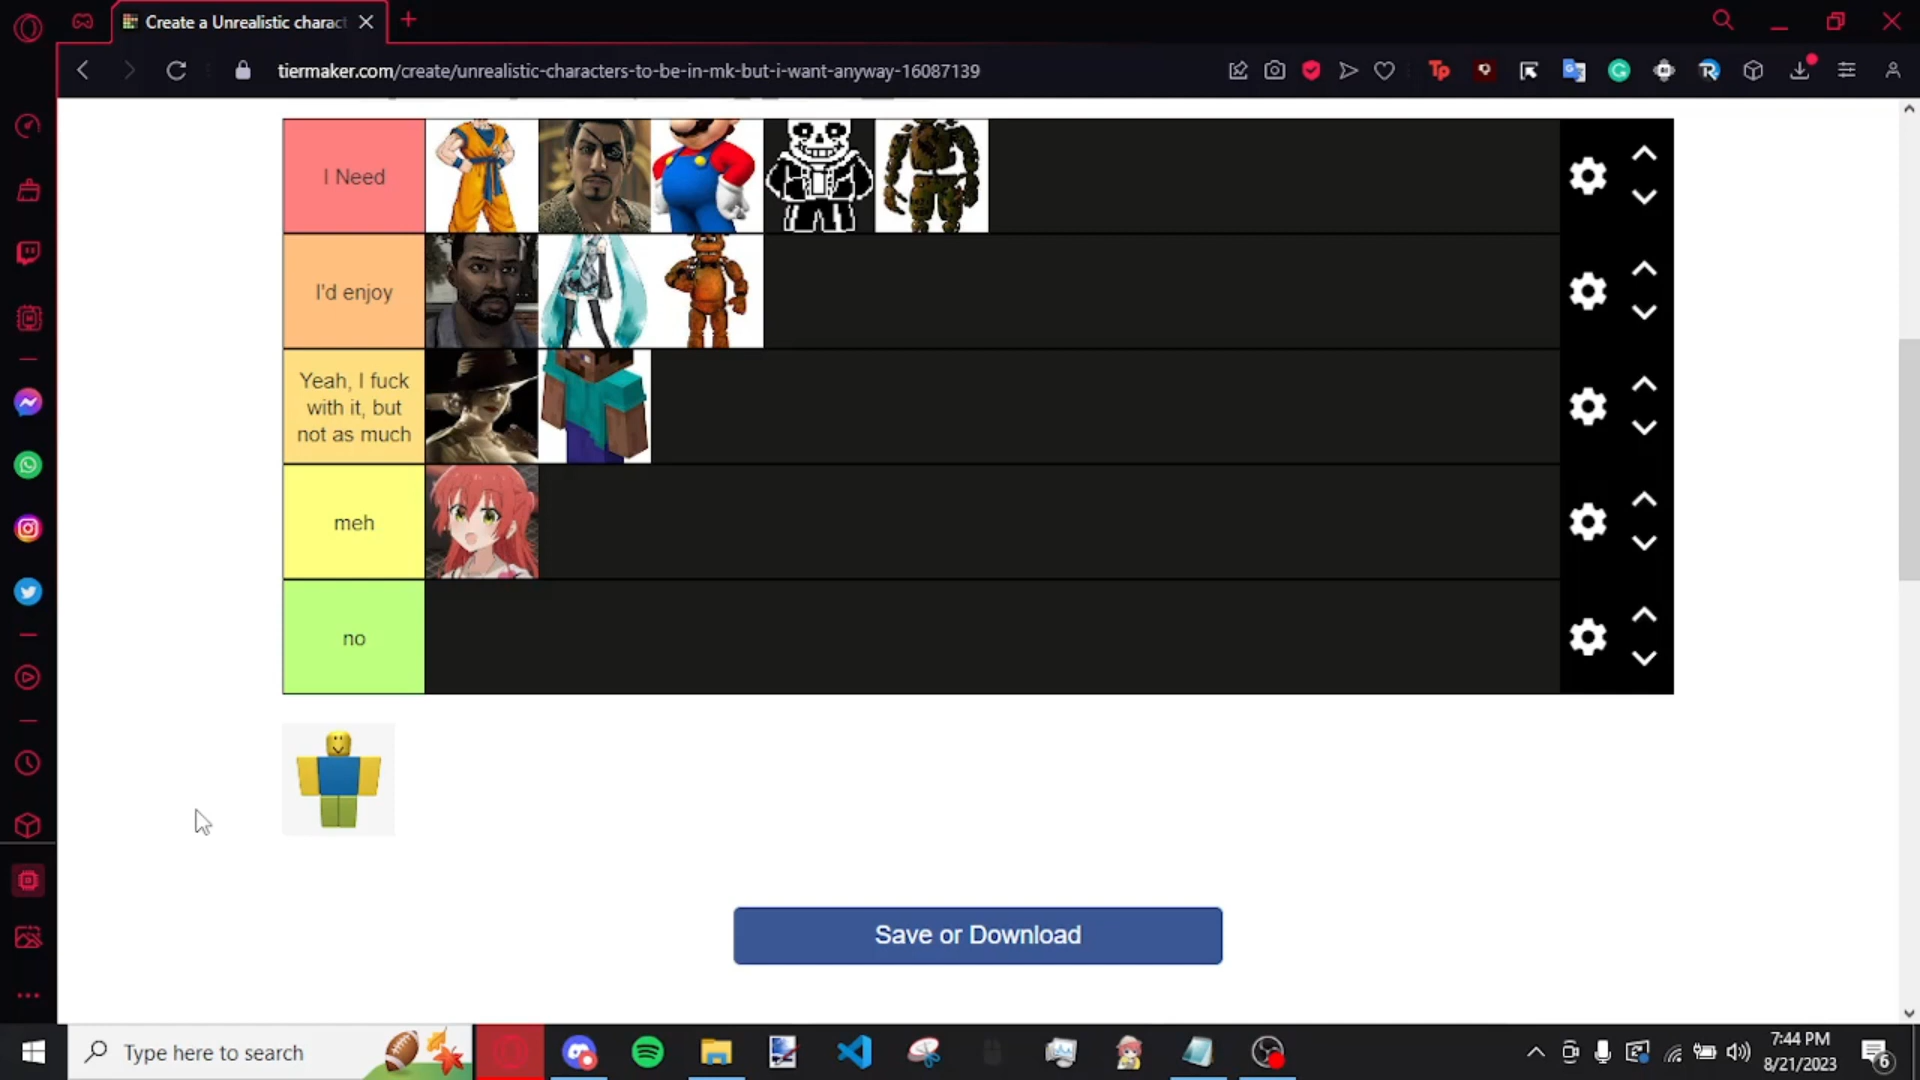 Create a Unrealistic charac
tiermaker.com/create/unrealistic-characters-to-be-in-mk-but-i-want-anyway-16087139
I Need
I'd enjoy
Yeah, I fuck
with it, but
not as much
meh
no
Save or Download
Type here to search
7:44 PM
8/21/2023
6